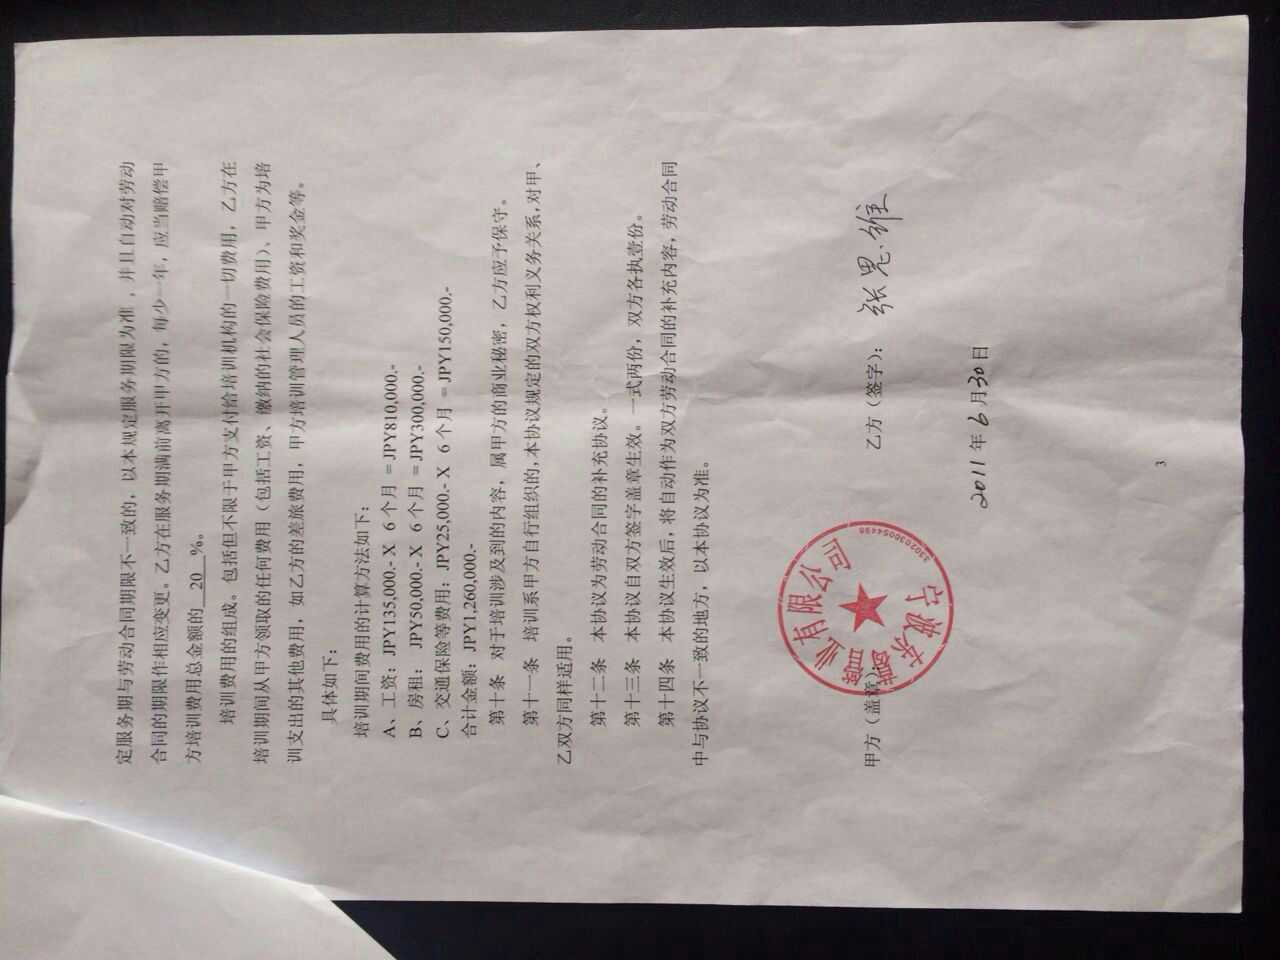 定服务期与劳动合同期限不一致的，以本规定服务期限为准，并且自动对劳动
合同的期限作相应变更。乙方在服务期满前离开甲方的，每少一年，应当赔偿甲
方培训费用总金额的 20 %。
培训费用的组成。包括但不限于甲方支付给培训机构的一切费用，乙方在
培训期间从甲方领取的任何费用（包括工资、缴纳的社会保险费用）、甲方为培
训支出的其他费用，如乙方的差旅费用，甲方培训管理人员的工资和奖金等。
具体如下：
培训期间费用的计算方法如下：
A、工资：JPY135,000.- X 6 个月 = JPY810,000.-
B、房租： JPY50,000.- X 6 个月 = JPY300,000.-
C、交通保险等费用：JPY25,000.- X 6 个月 = JPY150,000.-
合计金额：JPY1,260,000.-
第十条 对于培训涉及到的内容，属甲方的商业秘密，乙方应予保守。
第十一条 培训系甲方自行组织的，本协议规定的双方权利义务关系，对甲、
乙双方同样适用。
第十二条 本协议为劳动合同的补充协议。
第十三条 本协议自双方签字盖章生效。一式两份，双方各执壹份。
第十四条 本协议生效后，将自动作为双方劳动合同的补充内容，劳动合同
中与协议不一致的地方，以本协议为准。
甲方（盖章）： 乙方（签字）： 张思维
宁波东 业有限公司
3302030054498
2011 年 6 月 30 日
3